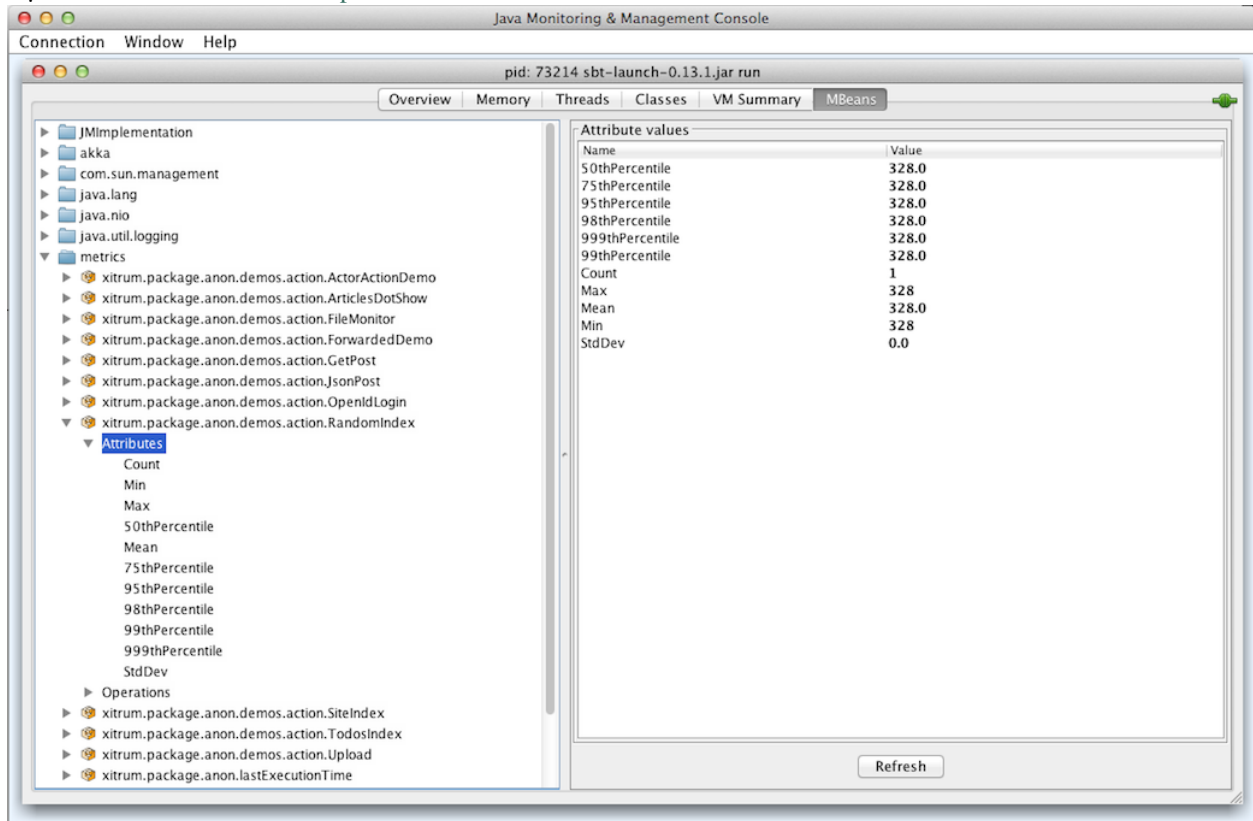 Java Monitoring & Management Console
Connection Window Help
pid: 73214 sbt-launch-0.13.1.jar run
Overview Memory Threads Classes VM Summary MBeans
JMImplementation
akka
com.sun.management
java.lang
java.nio
java.util.logging
metrics
xitrum.package.anon.demos.action.ActorActionDemo
xitrum.package.anon.demos.action.ArticlesDotShow
xitrum.package.anon.demos.action.FileMonitor
xitrum.package.anon.demos.action.ForwardedDemo
xitrum.package.anon.demos.action.GetPost
xitrum.package.anon.demos.action.JsonPost
xitrum.package.anon.demos.action.OpenIdLogin
xitrum.package.anon.demos.action.RandomIndex
Attributes
Count
Min
Max
50thPercentile
Mean
75thPercentile
95thPercentile
98thPercentile
99thPercentile
999thPercentile
StdDev
Operations
xitrum.package.anon.demos.action.SiteIndex
xitrum.package.anon.demos.action.TodosIndex
xitrum.package.anon.demos.action.Upload
xitrum.package.anon.lastExecutionTime
Attribute values
Name Value
50thPercentile 328.0
75thPercentile 328.0
95thPercentile 328.0
98thPercentile 328.0
999thPercentile 328.0
99thPercentile 328.0
Count 1
Max 328
Mean 328.0
Min 328
StdDev 0.0
Refresh